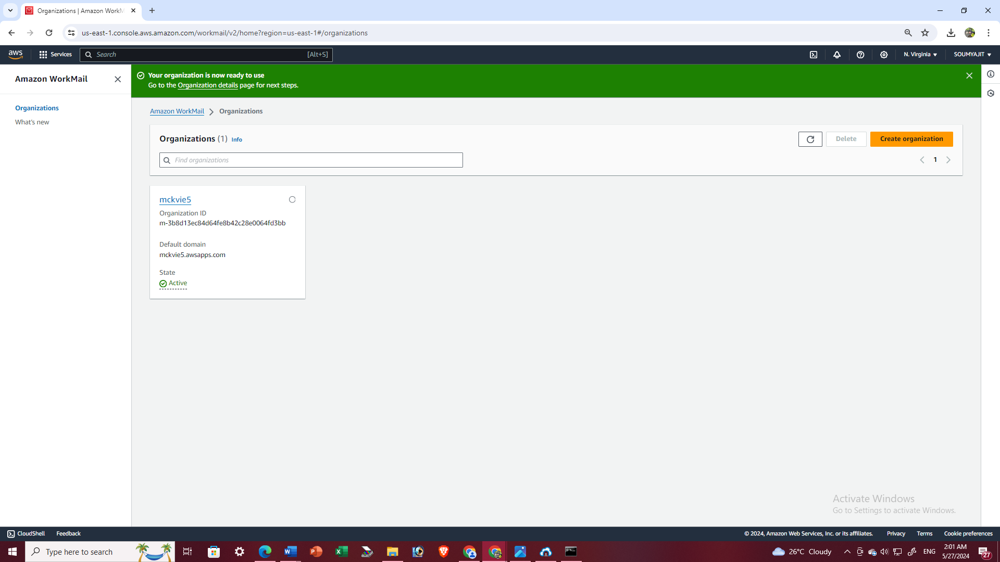 Organizations | Amazon WorkM
us-east-1.console.aws.amazon.com/workmail/v2/home?region=us-east-1#/organizations
aws
Services
Search
[Alt+S]
N. Virginia
SOUMYAJIT
Amazon WorkMail
Organizations
What's new
Your organization is now ready to use
Go to the Organization details page for next steps.
Amazon WorkMail
Organizations
Organizations (1) Info
Delete
Create organization
Find organizations
1
mckvie5
Organization ID
m-3b8d13ec84d64fe8b42c28e0064fd3bb
Default domain
mckvie5.awsapps.com
State
Active
Activate Windows
Go to Settings to activate Windows.
CloudShell
Feedback
© 2024, Amazon Web Services, Inc. or its affiliates.
Privacy
Terms
Cookie preferences
Type here to search
26°C Cloudy
ENG
2:01 AM
5/27/2024
27